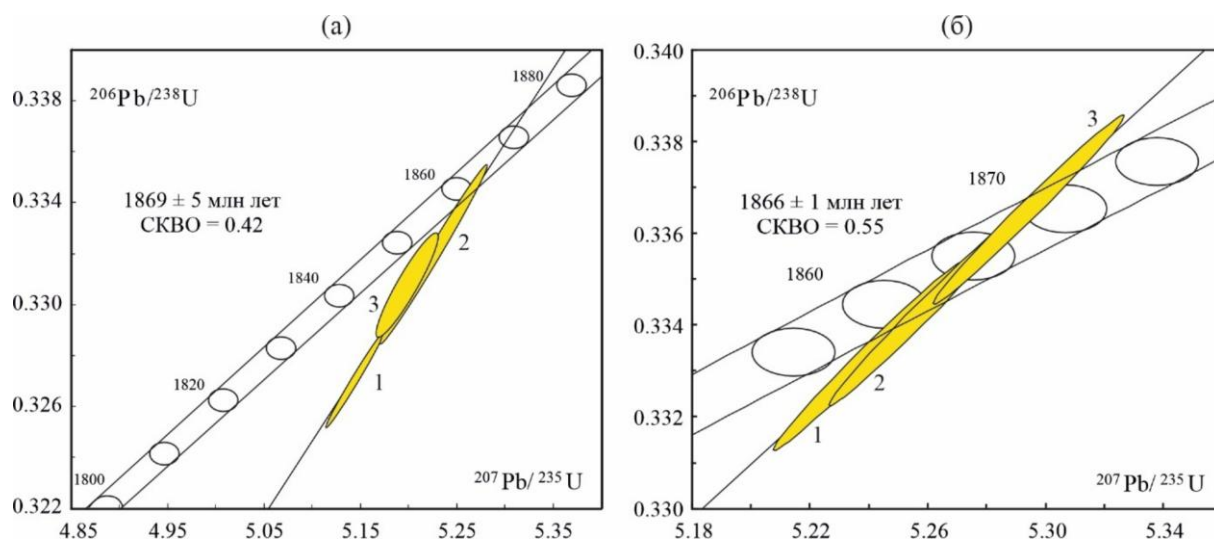 (а)
²⁰⁶Pb/²³⁸U
1869 ± 5 млн лет
СКВО = 0.42
1880
1860
1840
1820
1800
2
3
1
²⁰⁷Pb/²³⁵U
0.338
0.334
0.330
0.326
0.322
4.85 4.95 5.05 5.15 5.25 5.35
(б)
²⁰⁶Pb/²³⁸U
1866 ± 1 млн лет
СКВО = 0.55
3
1870
1860
2
1
²⁰⁷Pb/²³⁵U
0.340
0.338
0.336
0.334
0.332
0.330
5.18 5.22 5.26 5.30 5.34